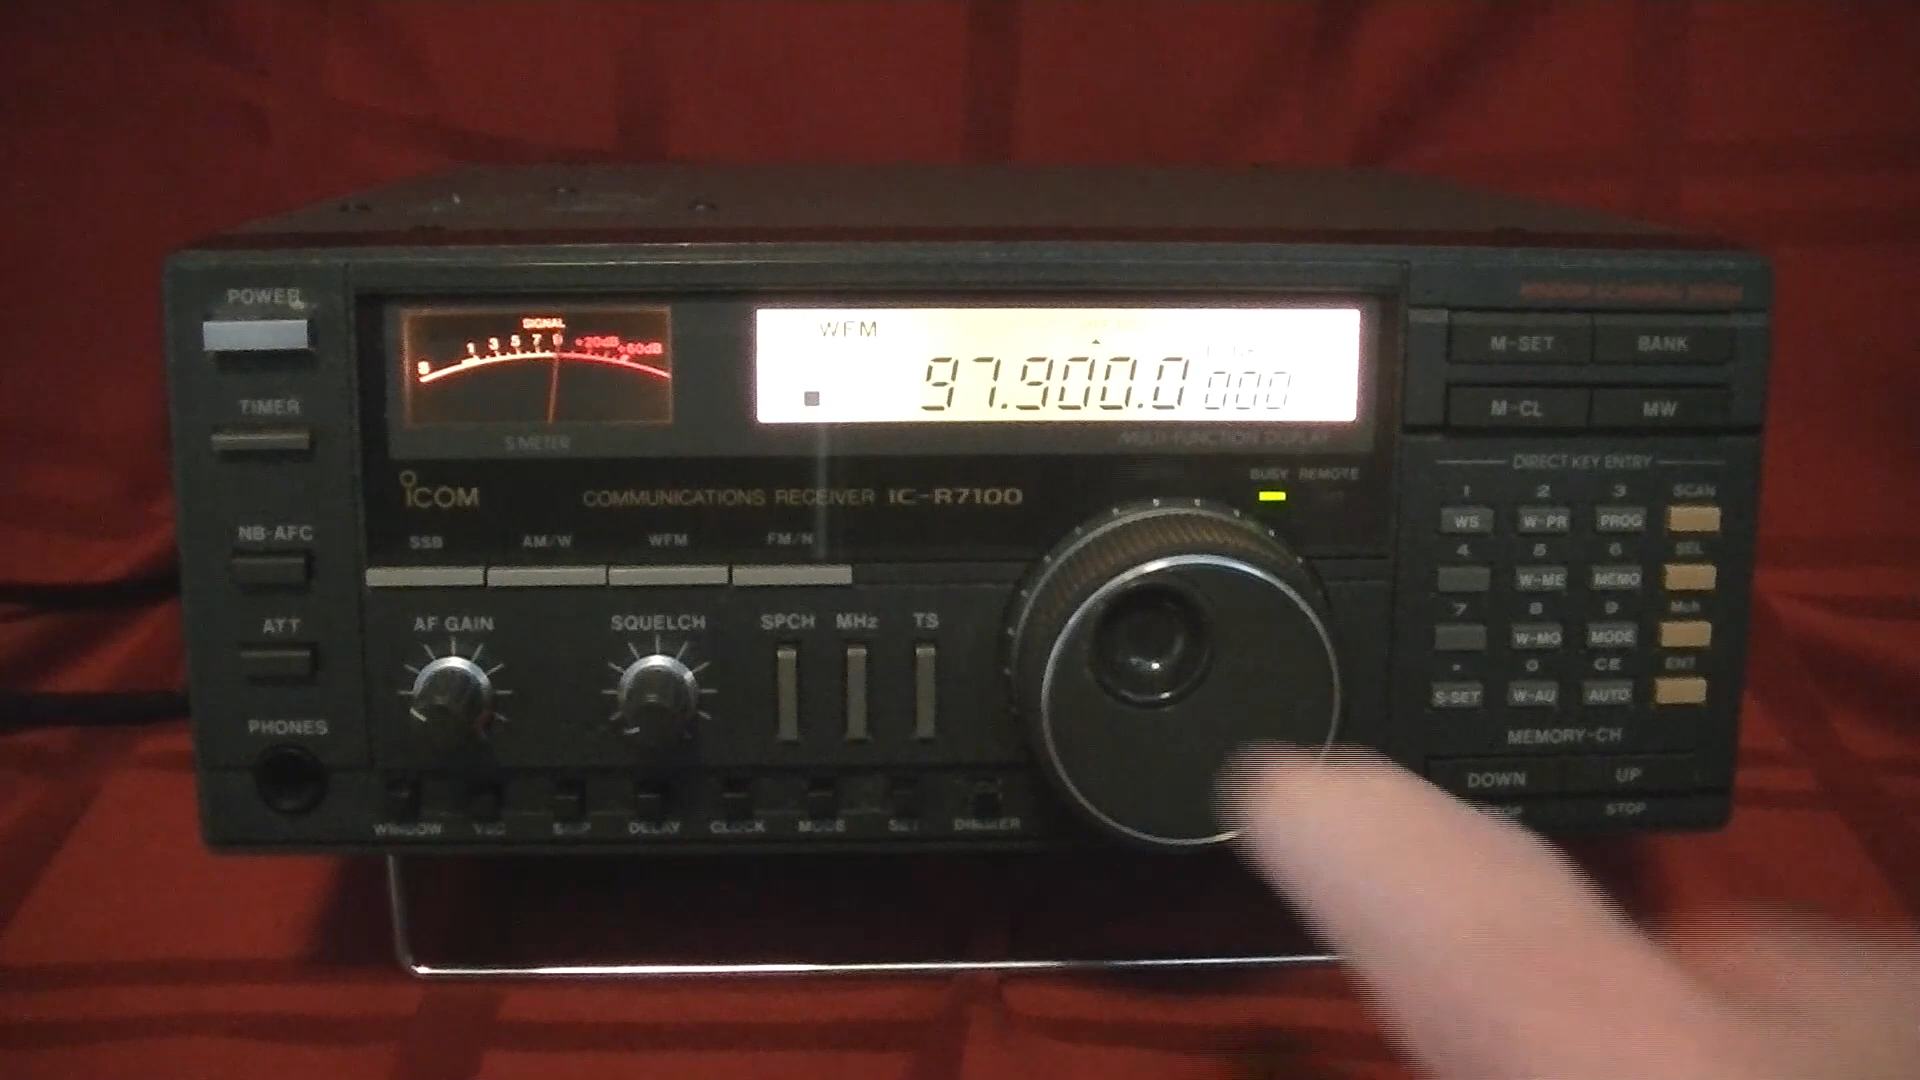 POWER
TIMER
NB-AFC
ATT
PHONES
SIGNAL
S 1 3 5 7 9 +20dB +60dB
S METER
WFM
97.900.0 000
MULTI-FUNCTION DISPLAY
BUSY REMOTE
ICOM COMMUNICATIONS RECEIVER IC-R7100
SSB AM/W WFM FM/N
AF GAIN SQUELCH SPCH MHz TS
WINDOW VSC SKIP DELAY CLOCK MODE SET DIMMER
M-SET BANK
M-CL MW
DIRECT KEY ENTRY
1 2 3 SCAN
WS W-PR PROG
4 5 6 SEL
W-ME MEMO
7 8 9 Mch
W-MO MODE
. 0 CE ENT
S-SET W-AU AUTO
MEMORY-CH
DOWN UP
STOP